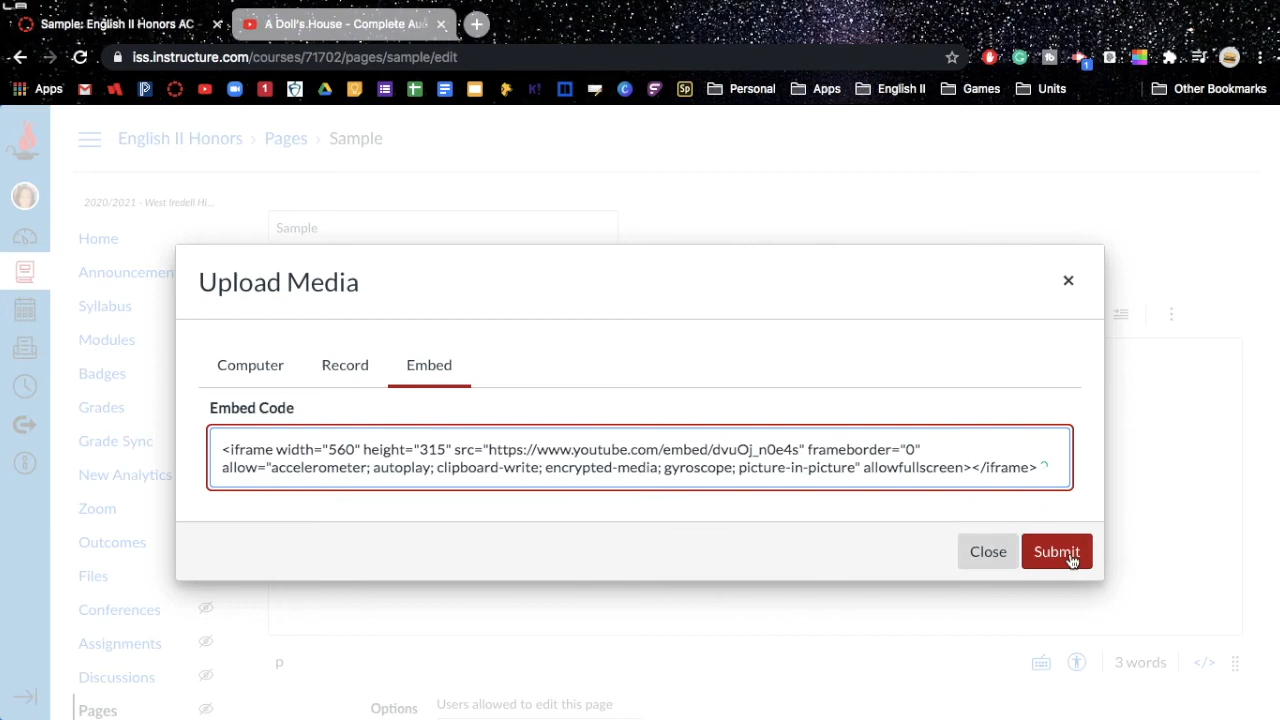 Sample: English II Honors AC
A Doll's House - Complete Au
iss.instructure.com/courses/71702/pages/sample/edit
Apps
Personal
Apps
English II
Games
Units
Other Bookmarks
English II Honors > Pages > Sample
2020/2021 - West Iredell Hi...
Home
Announcemen
Syllabus
Modules
Badges
Grades
Grade Sync
New Analytics
Zoom
Outcomes
Files
Conferences
Assignments
Discussions
Pages
Sample
Upload Media
Computer
Record
Embed
Embed Code
<iframe width="560" height="315" src="https://www.youtube.com/embed/dvuOj_n0e4s" frameborder="0"
allow="accelerometer; autoplay; clipboard-write; encrypted-media; gyroscope; picture-in-picture" allowfullscreen></iframe>
Close
Submit
p
3 words
</>
Options
Users allowed to edit this page